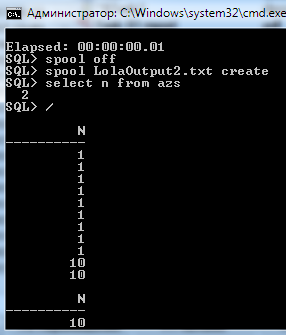 Администратор: C:\Windows\system32\cmd.exe
Elapsed: 00:00:00.01
SQL> spool off
SQL> spool LolaOutput2.txt create
SQL> select n from azs
2
SQL> /
N
----------
1
1
1
1
1
1
1
1
1
10
10
N
----------
10